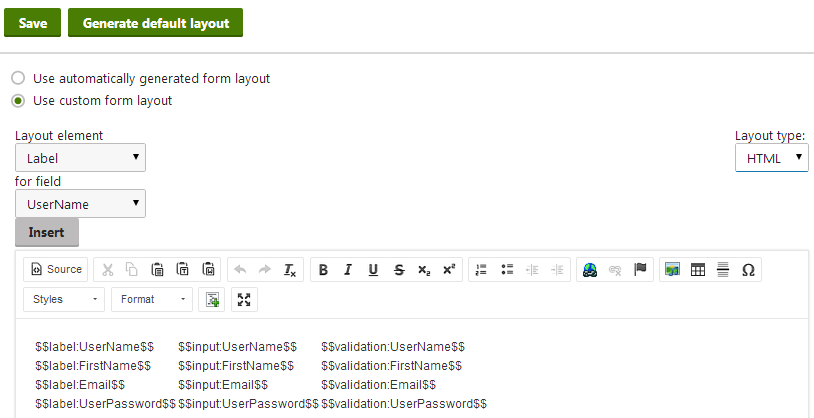 Save Generate default layout
Use automatically generated form layout
Use custom form layout
Layout element Layout type:
Label HTML
for field
UserName
Insert
Source B I U S x₂ x² Ω
Styles Format
$$label:UserName$$ $$input:UserName$$ $$validation:UserName$$
$$label:FirstName$$ $$input:FirstName$$ $$validation:FirstName$$
$$label:Email$$ $$input:Email$$ $$validation:Email$$
$$label:UserPassword$$ $$input:UserPassword$$ $$validation:UserPassword$$